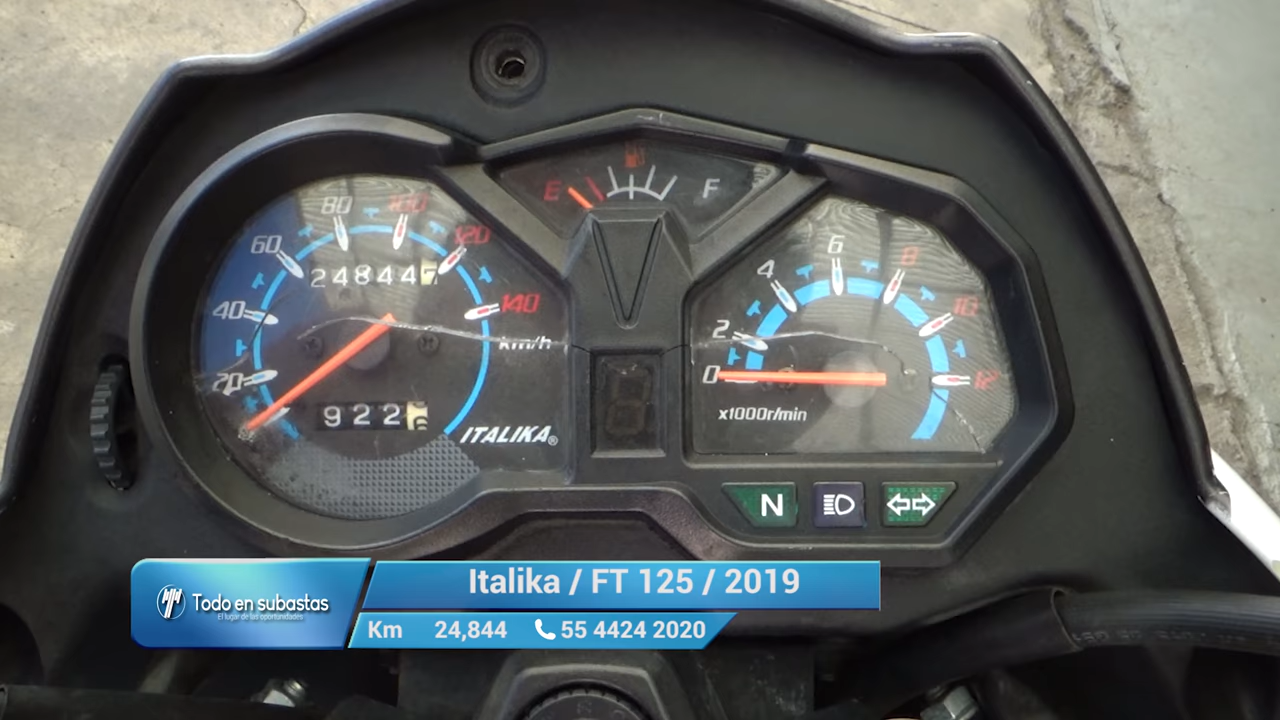 E F
80 100
60 120
24844
40 140
km/h
20
922
ITALIKA®
6
4 8
2 10
0 12
x1000r/min
N
Italika / FT 125 / 2019
Todo en subastas
El lugar de las oportunidades
Km 24,844 55 4424 2020